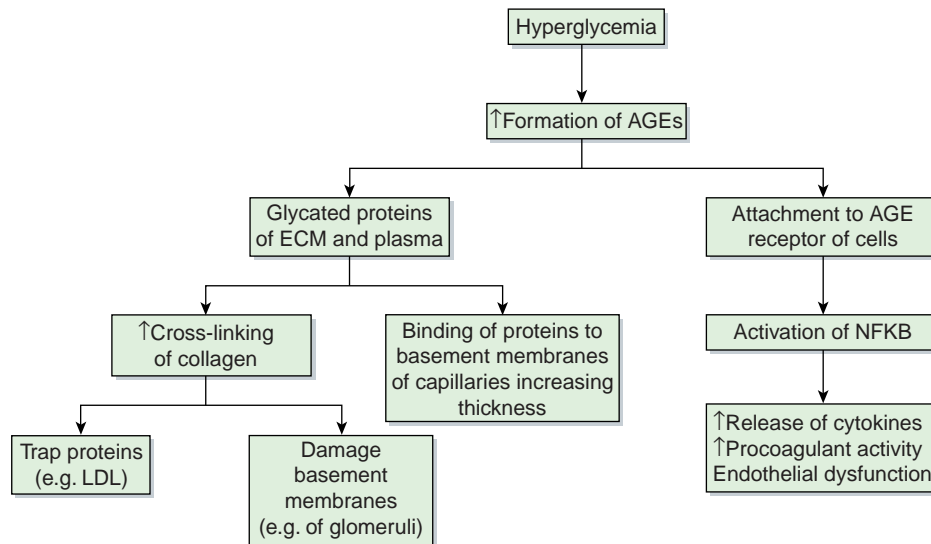 Hyperglycemia
↑Formation of AGEs
Glycated proteins
of ECM and plasma
Attachment to AGE
receptor of cells
↑Cross-linking
of collagen
Binding of proteins to
basement membranes
of capillaries increasing
thickness
Activation of NFKB
Trap proteins
(e.g. LDL)
Damage
basement
membranes
(e.g. of glomeruli)
↑Release of cytokines
↑Procoagulant activity
Endothelial dysfunction